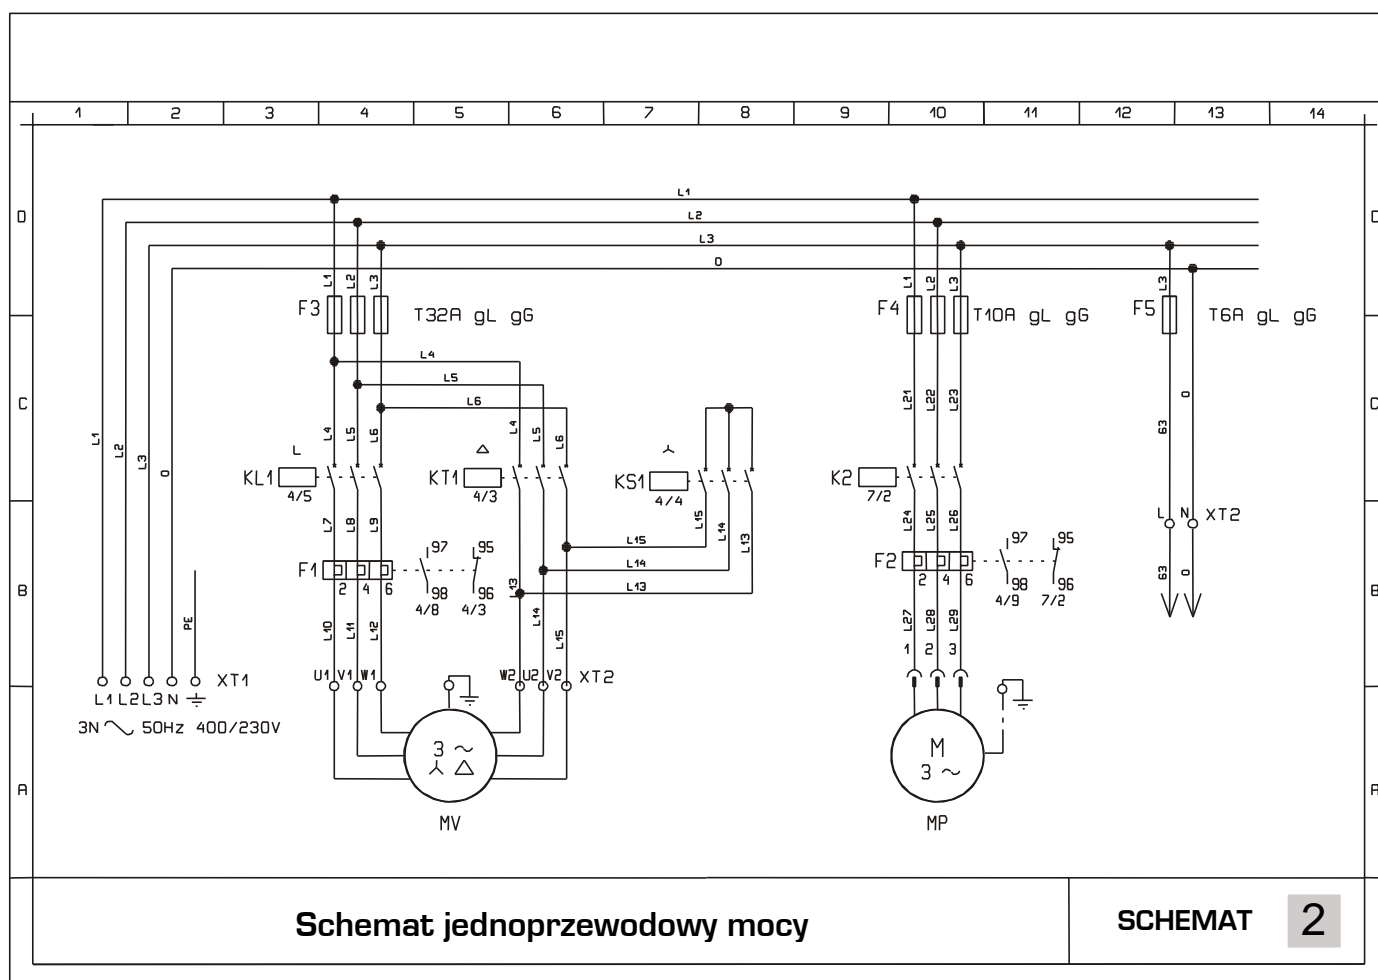 1 2 3 4 5 6 7 8 9 10 11 12 13 14
L1
D D
L2
L3
0
L1 L2 L3 L1 L2 L3 L3
F3 T32A gL gG F4 T10A gL gG F5 T6A gL gG
L4
L5
L6
C C
L1 L2 L3 0
L4 L5 L6 L4 L5 L6 L21 L22 L23 63 0
L
KL1 4/5 KT1 4/3 KS1 4/4 K2 7/2
L7 L8 L9 L15 L14 L13 L24 L25 L26 L N XT2
L15
L14
L13
F1 2 4 6 97 98 4/8 95 96 4/3
F2 2 4 6 97 98 4/9 95 96 7/2
B B
PE
L10 L11 L12 L13 L14 L15 L27 L28 L29 63 0
1 2 3
U1 V1 W1 W2 U2 V2 XT2
XT1
L1 L2 L3 N
3N 50Hz 400/230V
3 ~
M
3 ~
A A
MV MP
Schemat jednoprzewodowy mocy SCHEMAT 2